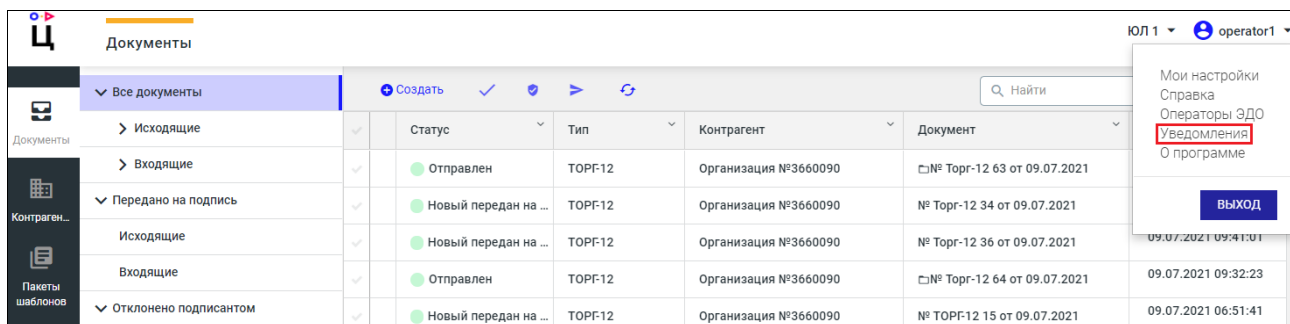 Ц
Документы
ЮЛ 1
operator1
Мои настройки
Справка
Операторы ЭДО
Уведомления
О программе
ВЫХОД
Документы
Контраген...
Пакеты
шаблонов
Все документы
Исходящие
Входящие
Передано на подпись
Исходящие
Входящие
Отклонено подписантом
Создать
Найти
Статус Тип Контрагент Документ
Отправлен ТОРГ-12 Организация №3660090 № Торг-12 63 от 09.07.2021
Новый передан на ... ТОРГ-12 Организация №3660090 № Торг-12 34 от 09.07.2021
Новый передан на ... ТОРГ-12 Организация №3660090 № Торг-12 36 от 09.07.2021 09.07.2021 09:41:01
Отправлен ТОРГ-12 Организация №3660090 № Торг-12 64 от 09.07.2021 09.07.2021 09:32:23
Новый передан на ... ТОРГ-12 Организация №3660090 № ТОРГ-12 15 от 09.07.2021 09.07.2021 06:51:41